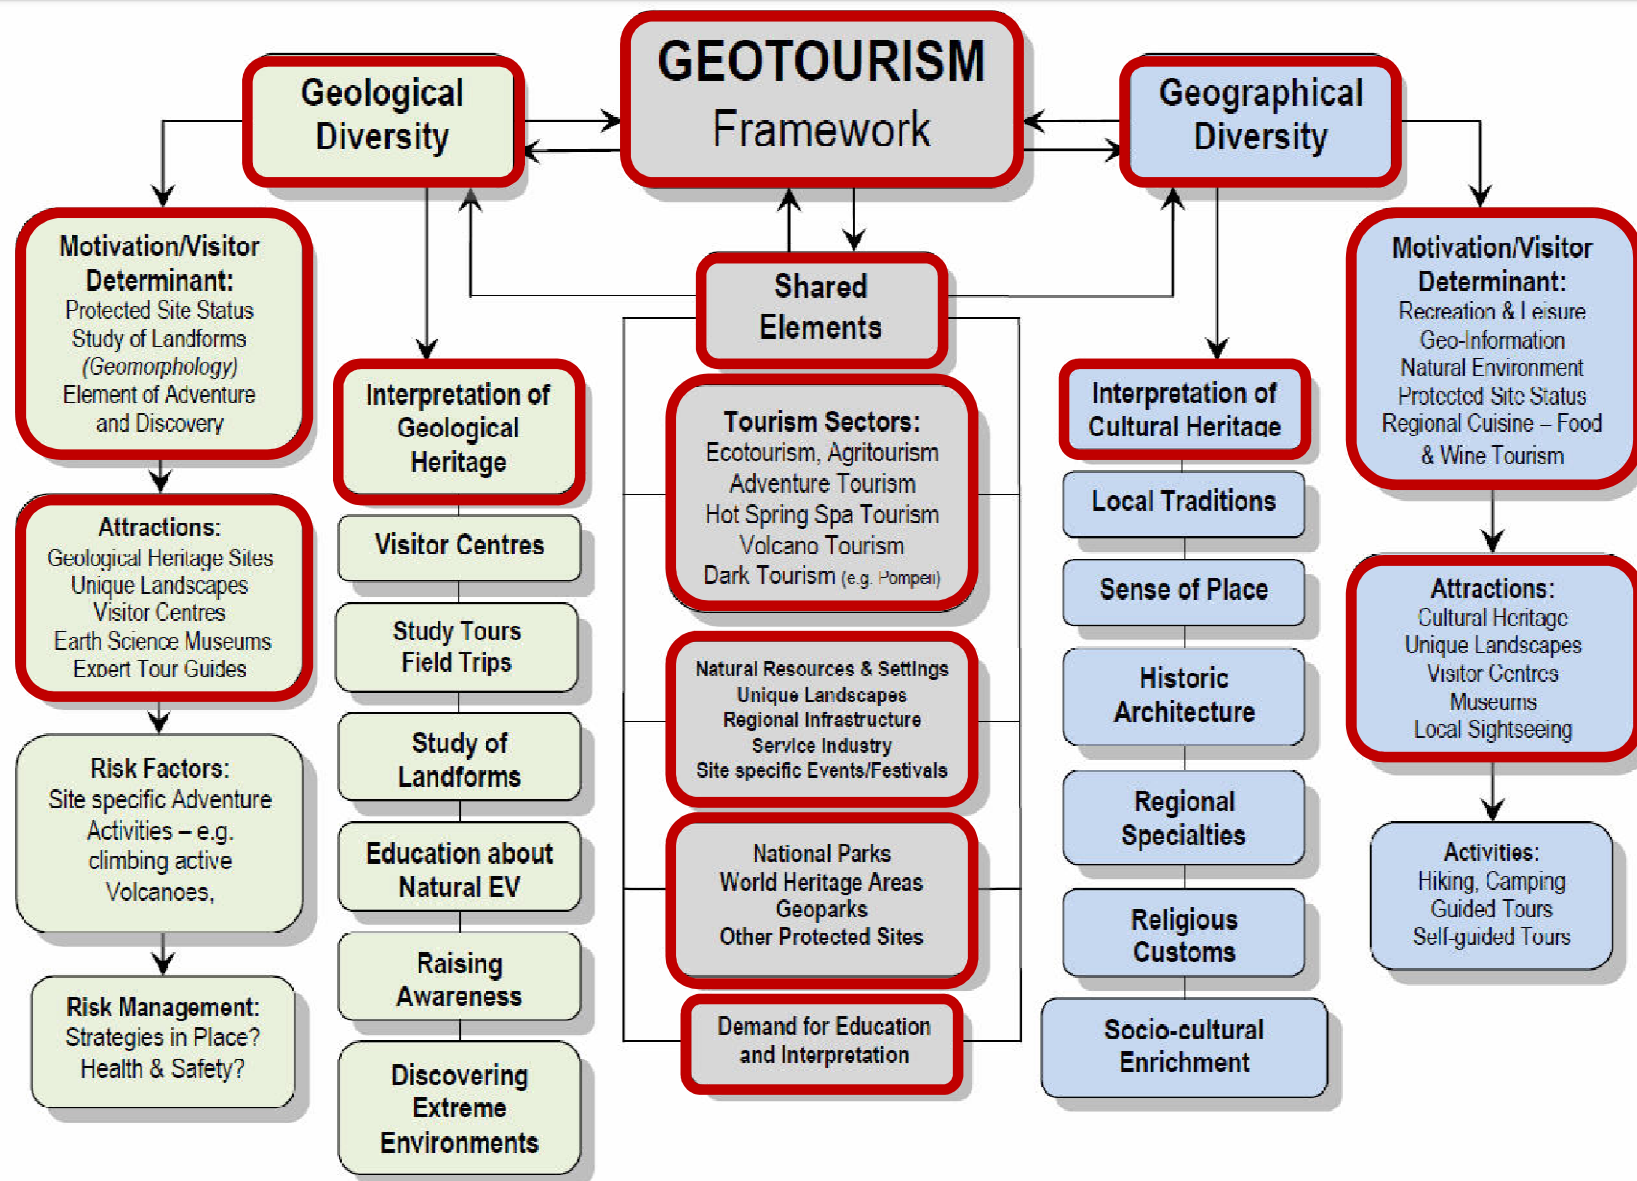 GEOTOURISM
Framework
Geological
Diversity
Geographical
Diversity
Motivation/Visitor
Determinant:
Protected Site Status
Study of Landforms
(Geomorphology)
Element of Adventure
and Discovery
Attractions:
Geological Heritage Sites
Unique Landscapes
Visitor Centres
Earth Science Museums
Expert Tour Guides
Risk Factors:
Site specific Adventure
Activities – e.g.
climbing active
Volcanoes,
Risk Management:
Strategies in Place?
Health & Safety?
Interpretation of
Geological
Heritage
Visitor Centres
Study Tours
Field Trips
Study of
Landforms
Education about
Natural EV
Raising
Awareness
Discovering
Extreme
Environments
Shared
Elements
Tourism Sectors:
Ecotourism, Agritourism
Adventure Tourism
Hot Spring Spa Tourism
Volcano Tourism
Dark Tourism (e.g. Pompeii)
Natural Resources & Settings
Unique Landscapes
Regional Infrastructure
Service Industry
Site specific Events/Festivals
National Parks
World Heritage Areas
Geoparks
Other Protected Sites
Demand for Education
and Interpretation
Interpretation of
Cultural Heritage
Local Traditions
Sense of Place
Historic
Architecture
Regional
Specialties
Religious
Customs
Socio-cultural
Enrichment
Motivation/Visitor
Determinant:
Recreation & Leisure
Geo-Information
Natural Environment
Protected Site Status
Regional Cuisine – Food
& Wine Tourism
Attractions:
Cultural Heritage
Unique Landscapes
Visitor Centres
Museums
Local Sightseeing
Activities:
Hiking, Camping
Guided Tours
Self-guided Tours